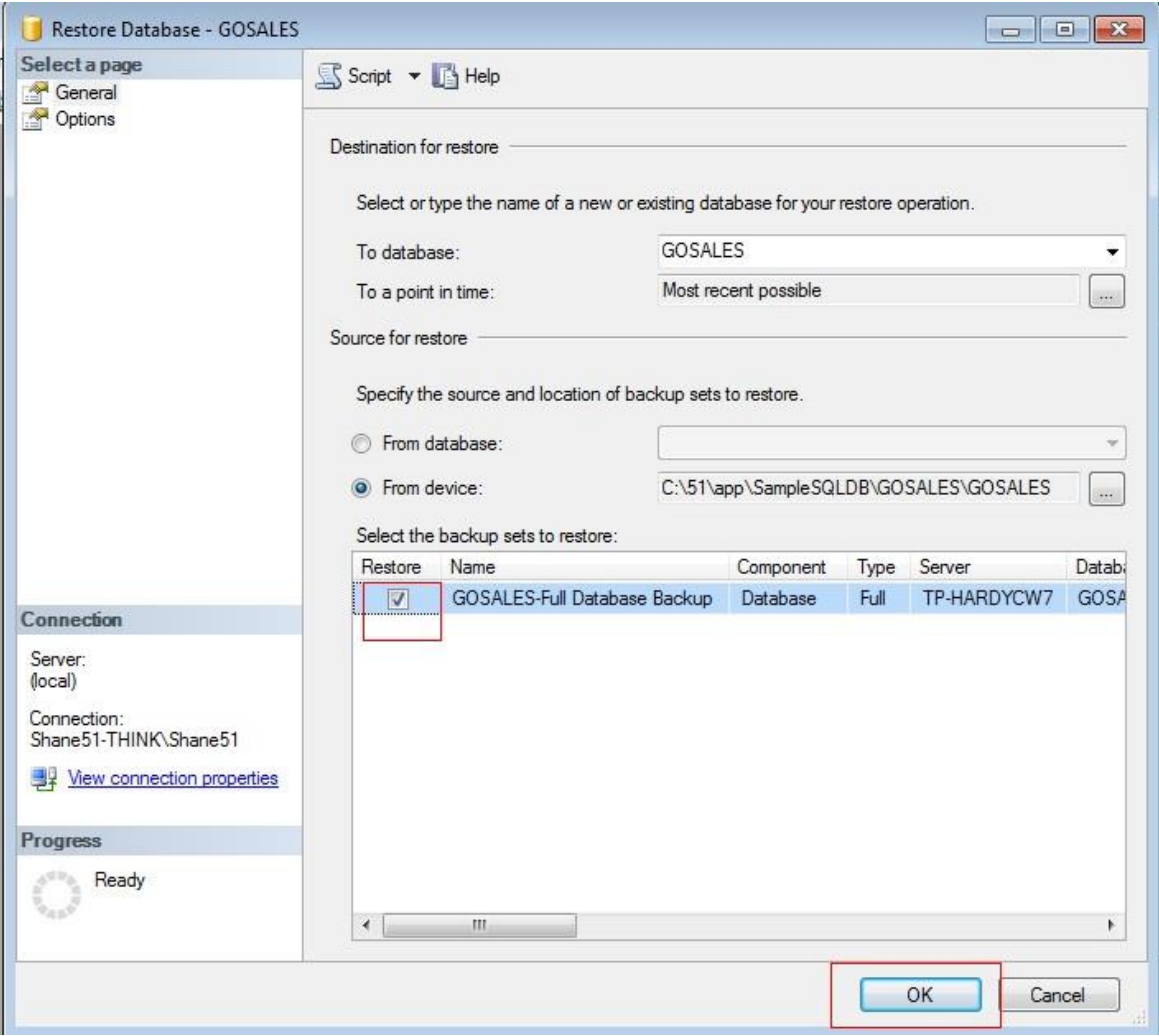 Restore Database - GOSALES
Select a page
General
Options
Script
Help
Destination for restore
Select or type the name of a new or existing database for your restore operation.
To database:
GOSALES
To a point in time:
Most recent possible
...
Source for restore
Specify the source and location of backup sets to restore.
From database:
From device:
C:\51\app\SampleSQLDB\GOSALES\GOSALES
...
Select the backup sets to restore:
Restore Name Component Type Server Databa
GOSALES-Full Database Backup Database Full TP-HARDYCW7 GOSA
Connection
Server:
(local)
Connection:
Shane51-THINK\Shane51
View connection properties
Progress
Ready
OK
Cancel